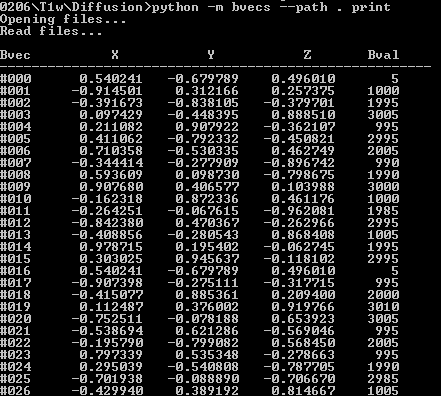 0206\T1w\Diffusion>python -m bvecs --path . print
Opening files...
Read files...
Bvec X Y Z Bval
--------------------------------------------------------
#000 0.540241 -0.679789 0.496010 5
#001 -0.914501 0.312166 0.257375 1000
#002 -0.391673 -0.838105 -0.379701 1995
#003 0.097429 -0.448395 0.888510 3005
#004 0.211082 0.907922 -0.362107 995
#005 0.411062 -0.792332 -0.450821 2995
#006 0.710358 -0.530335 0.462749 2005
#007 -0.344414 -0.277909 -0.896742 990
#008 0.593609 0.098730 -0.798675 1990
#009 0.907680 0.406577 0.103988 3000
#010 -0.162318 0.872336 0.461176 1000
#011 -0.264251 -0.067615 -0.962081 1985
#012 -0.842380 0.470367 -0.262966 2995
#013 -0.408856 -0.280543 0.868408 1005
#014 0.978715 0.195402 -0.062745 1995
#015 0.303025 0.945637 -0.118102 2995
#016 0.540241 -0.679789 0.496010 5
#017 -0.907398 -0.275111 -0.317715 995
#018 -0.415077 0.885361 0.209400 2000
#019 0.112487 0.376002 0.919766 3010
#020 -0.752511 -0.078188 0.653923 3005
#021 -0.538694 0.621286 -0.569046 995
#022 -0.195790 -0.799082 0.568450 2005
#023 0.797339 0.535348 -0.278663 995
#024 0.295039 -0.540808 -0.787705 1990
#025 -0.701938 -0.088890 -0.706670 2985
#026 -0.429940 0.389192 0.814667 1005